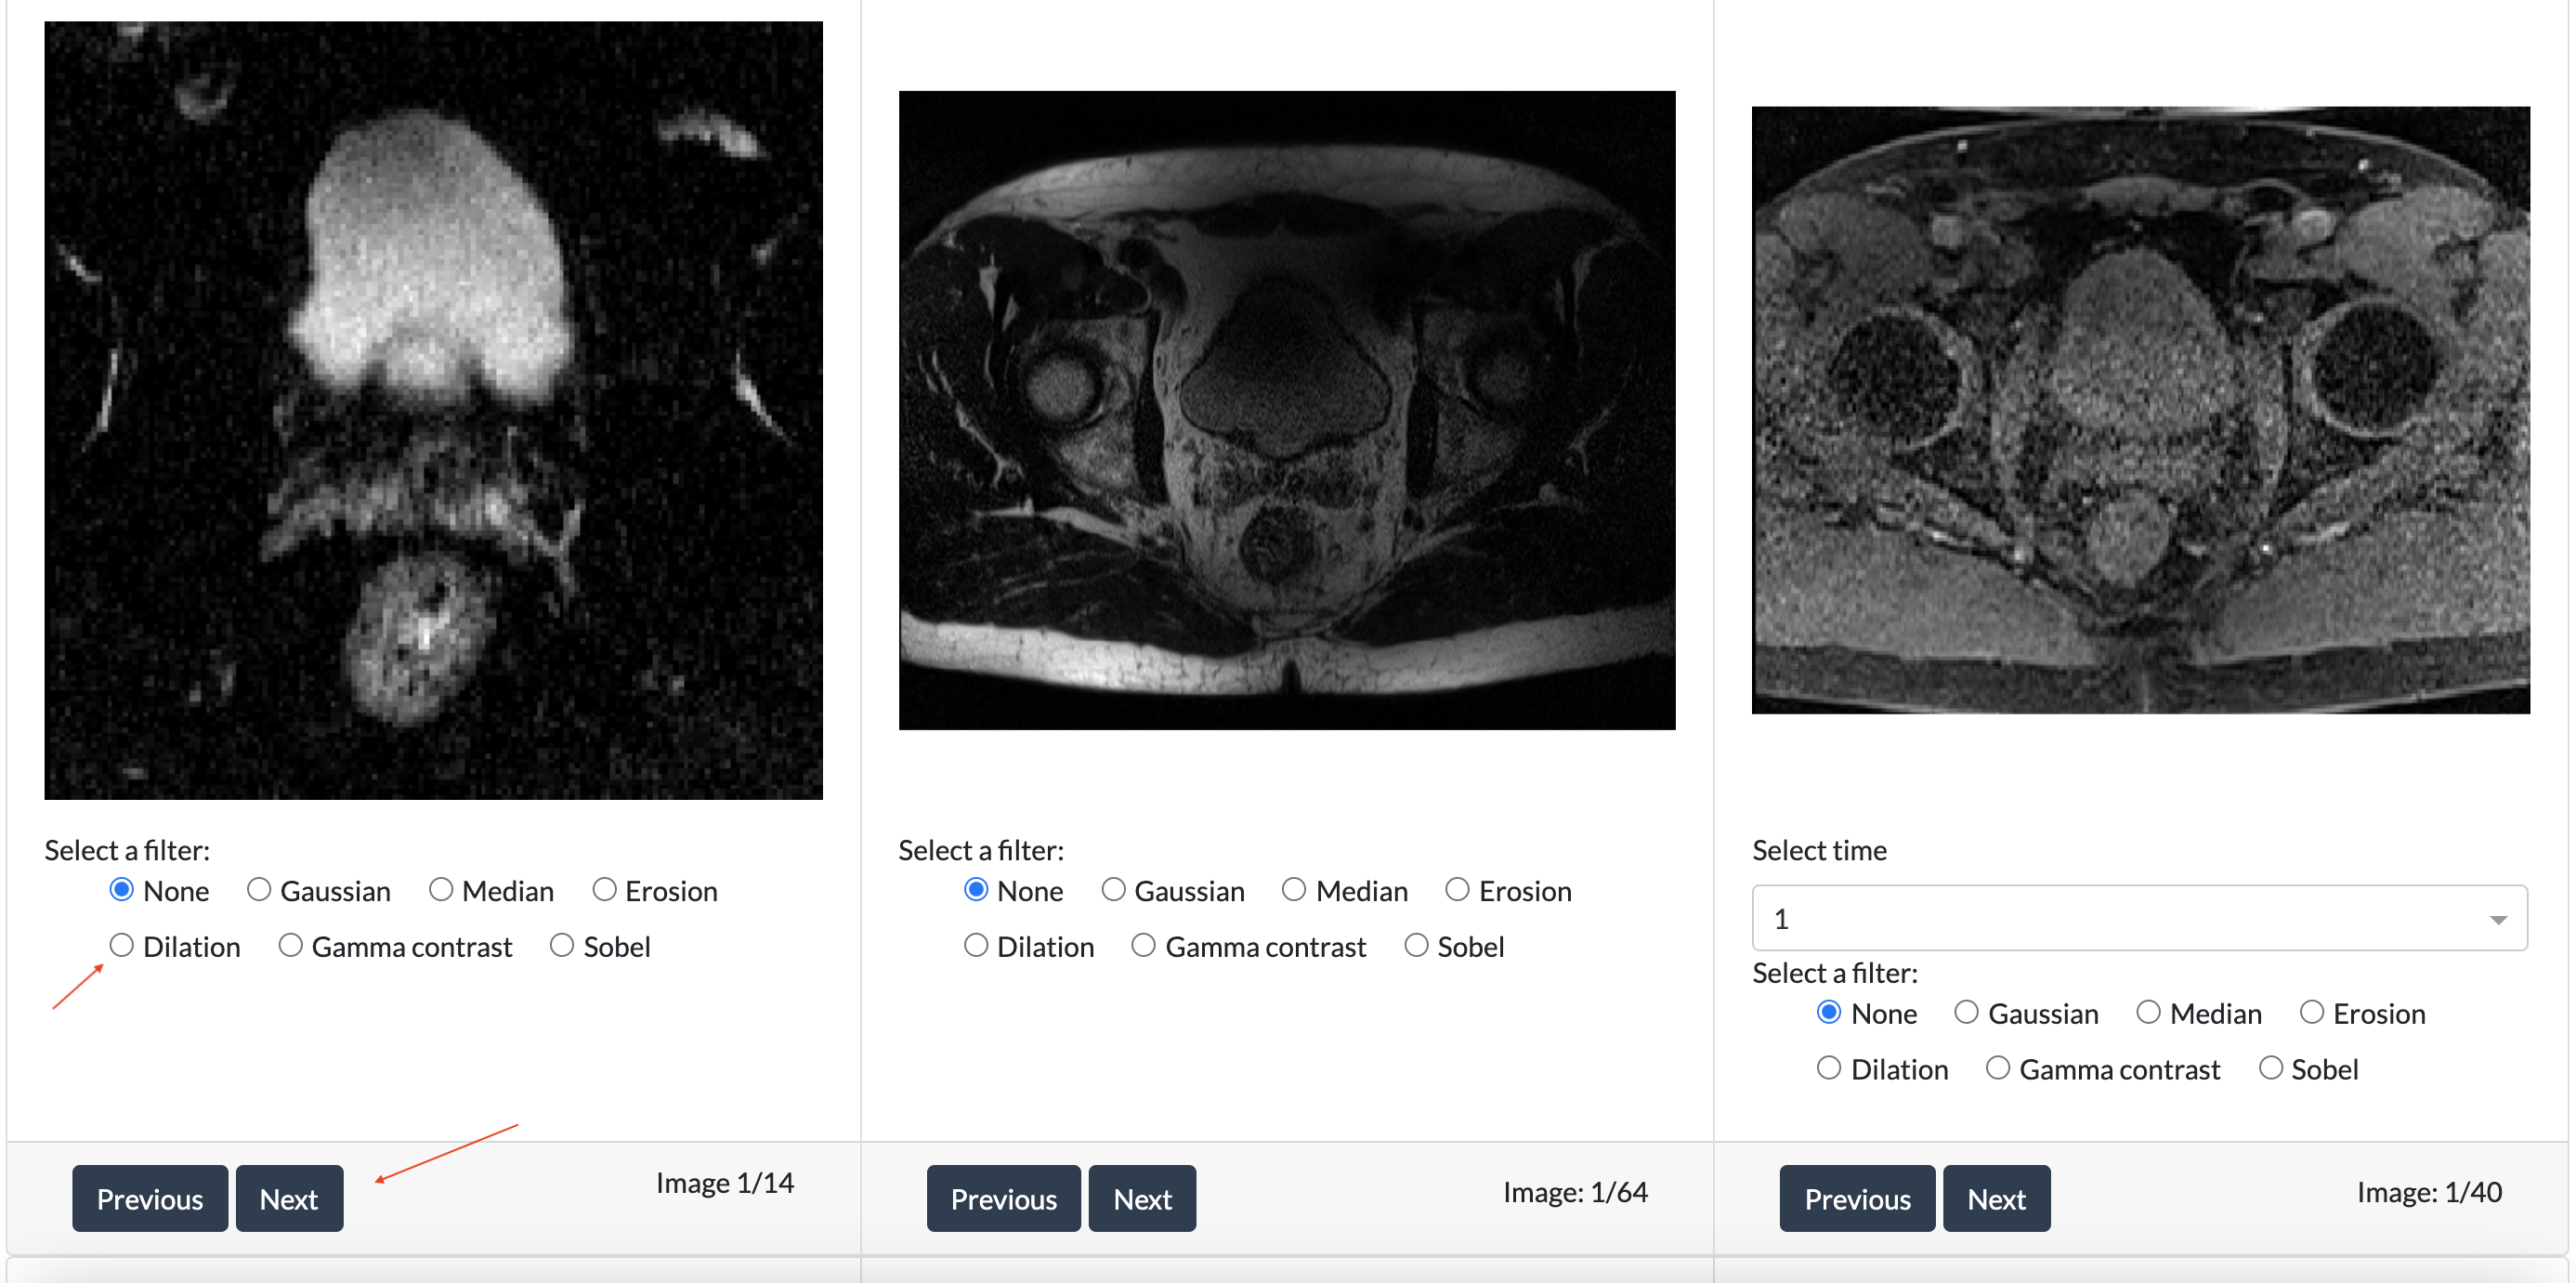 Select a filter:
None Gaussian Median Erosion
Dilation Gamma contrast Sobel
Previous Next Image 1/14
Select a filter:
None Gaussian Median Erosion
Dilation Gamma contrast Sobel
Previous Next Image: 1/64
Select time
1
Select a filter:
None Gaussian Median Erosion
Dilation Gamma contrast Sobel
Previous Next Image: 1/40